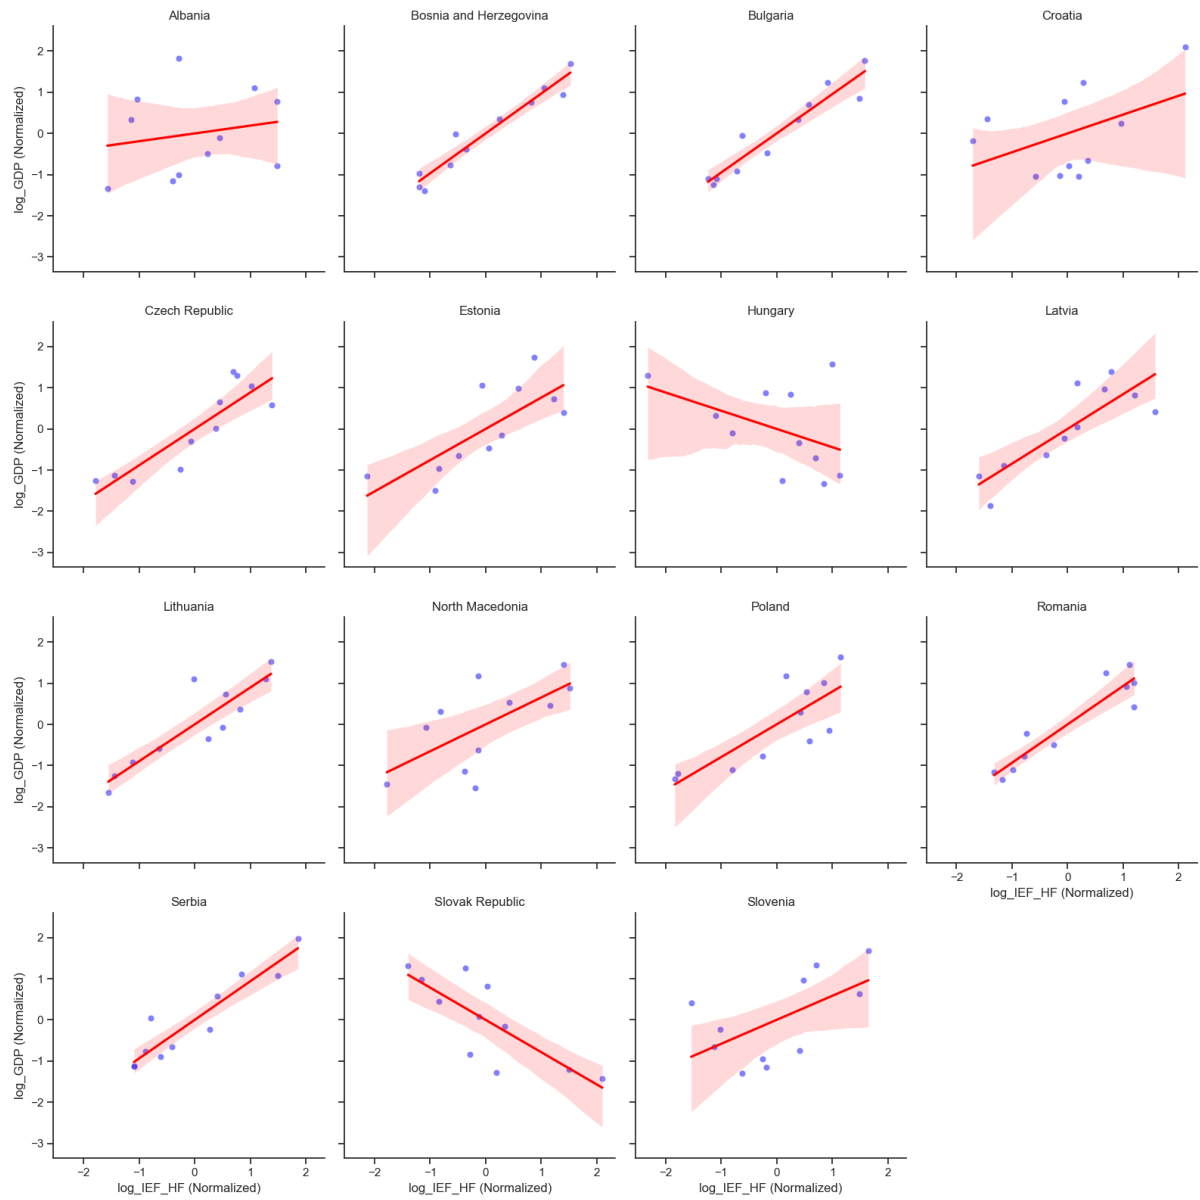 Albania
Bosnia and Herzegovina
Bulgaria
Croatia
log_GDP (Normalized)
2
1
0
−1
−2
−3
Czech Republic
Estonia
Hungary
Latvia
log_GDP (Normalized)
2
1
0
−1
−2
−3
Lithuania
North Macedonia
Poland
Romania
log_GDP (Normalized)
2
1
0
−1
−2
−3
−2 −1 0 1 2
log_IEF_HF (Normalized)
Serbia
Slovak Republic
Slovenia
log_GDP (Normalized)
2
1
0
−1
−2
−3
−2 −1 0 1 2
−2 −1 0 1 2
−2 −1 0 1 2
log_IEF_HF (Normalized)
log_IEF_HF (Normalized)
log_IEF_HF (Normalized)